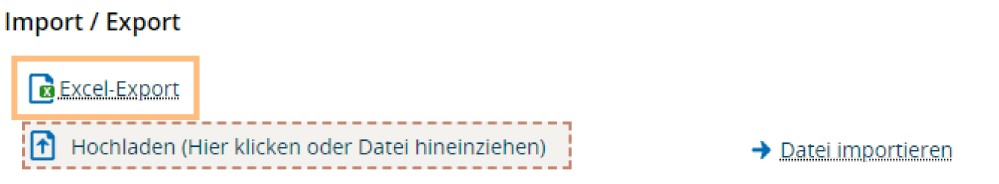 Import / Export
Excel-Export
Hochladen (Hier klicken oder Datei hineinziehen)
Datei importieren